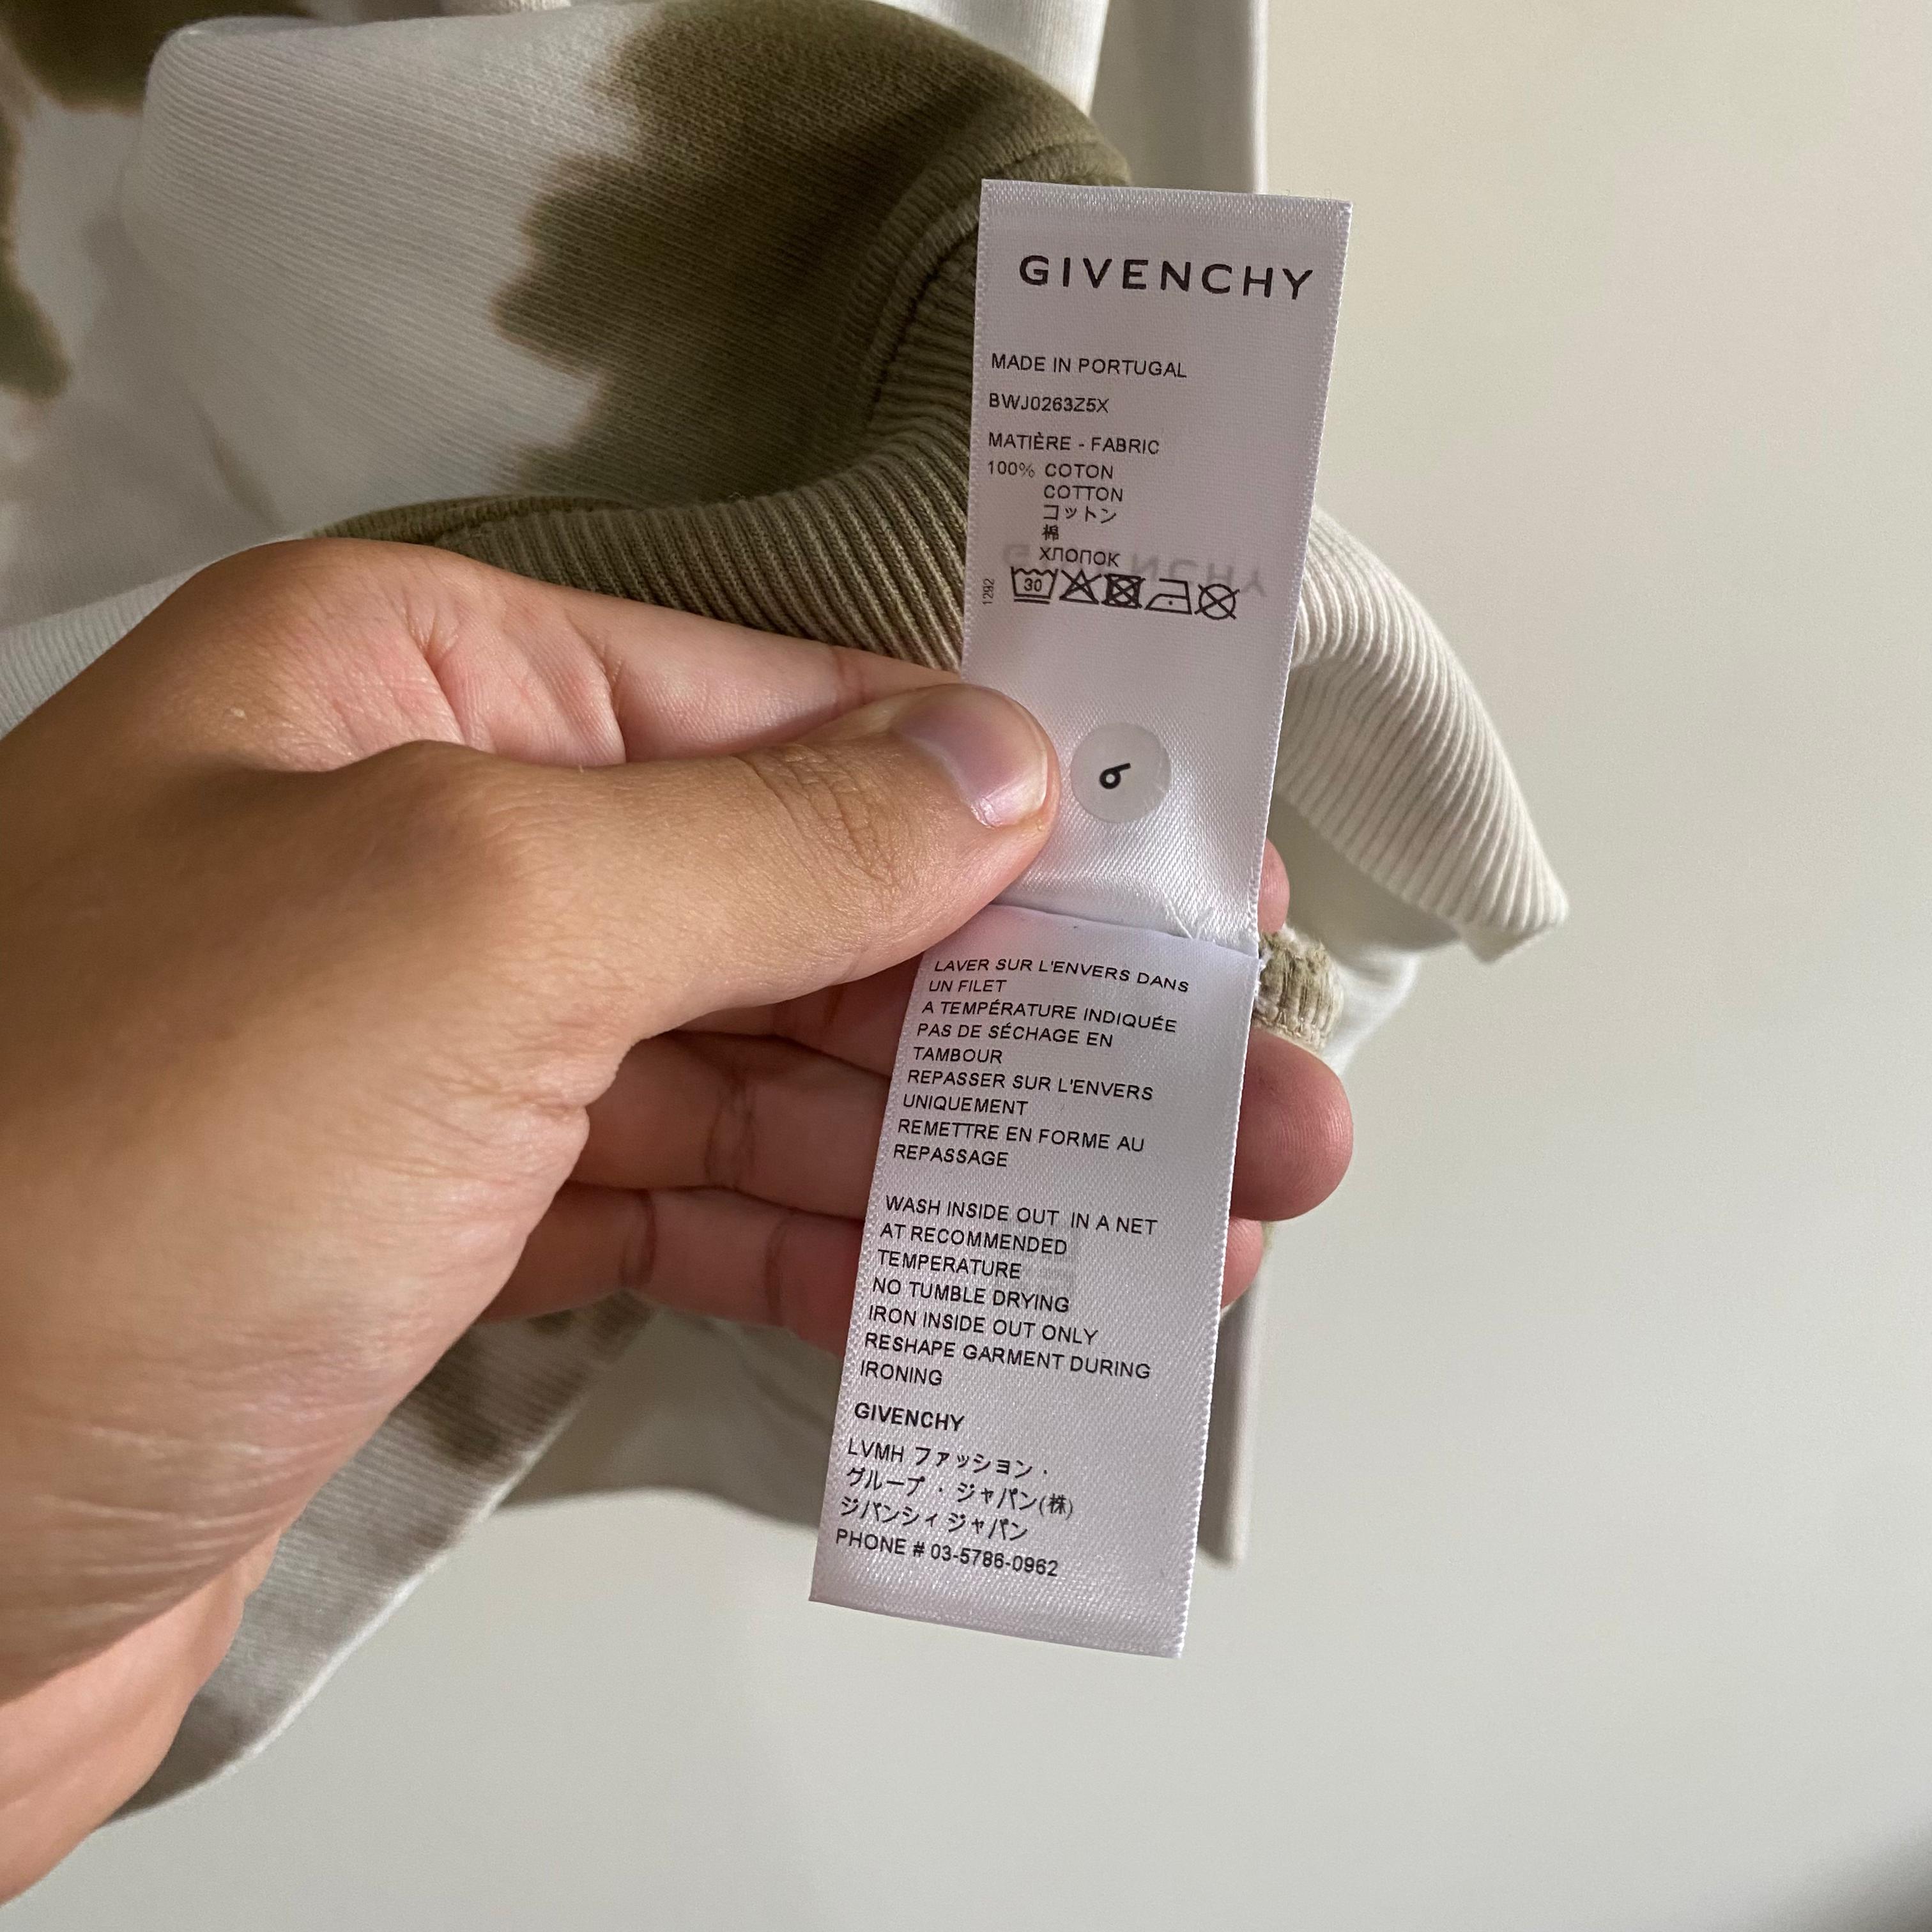 GIVENCHY
MADE IN PORTUGAL
BWJ0263Z5X
MATIÈRE - FABRIC
100% COTON
COTTON
コットン
棉
ХЛОПОК
1292
30
6
LAVER SUR L'ENVERS DANS
UN FILET
A TEMPÉRATURE INDIQUÉE
PAS DE SÉCHAGE EN
TAMBOUR
REPASSER SUR L'ENVERS
UNIQUEMENT
REMETTRE EN FORME AU
REPASSAGE
WASH INSIDE OUT IN A NET
AT RECOMMENDED
TEMPERATURE
NO TUMBLE DRYING
IRON INSIDE OUT ONLY
RESHAPE GARMENT DURING
IRONING
GIVENCHY
LVMH ファッション・
グループ・ジャパン(株)
ジバンシィ ジャパン
PHONE # 03-5786-0962